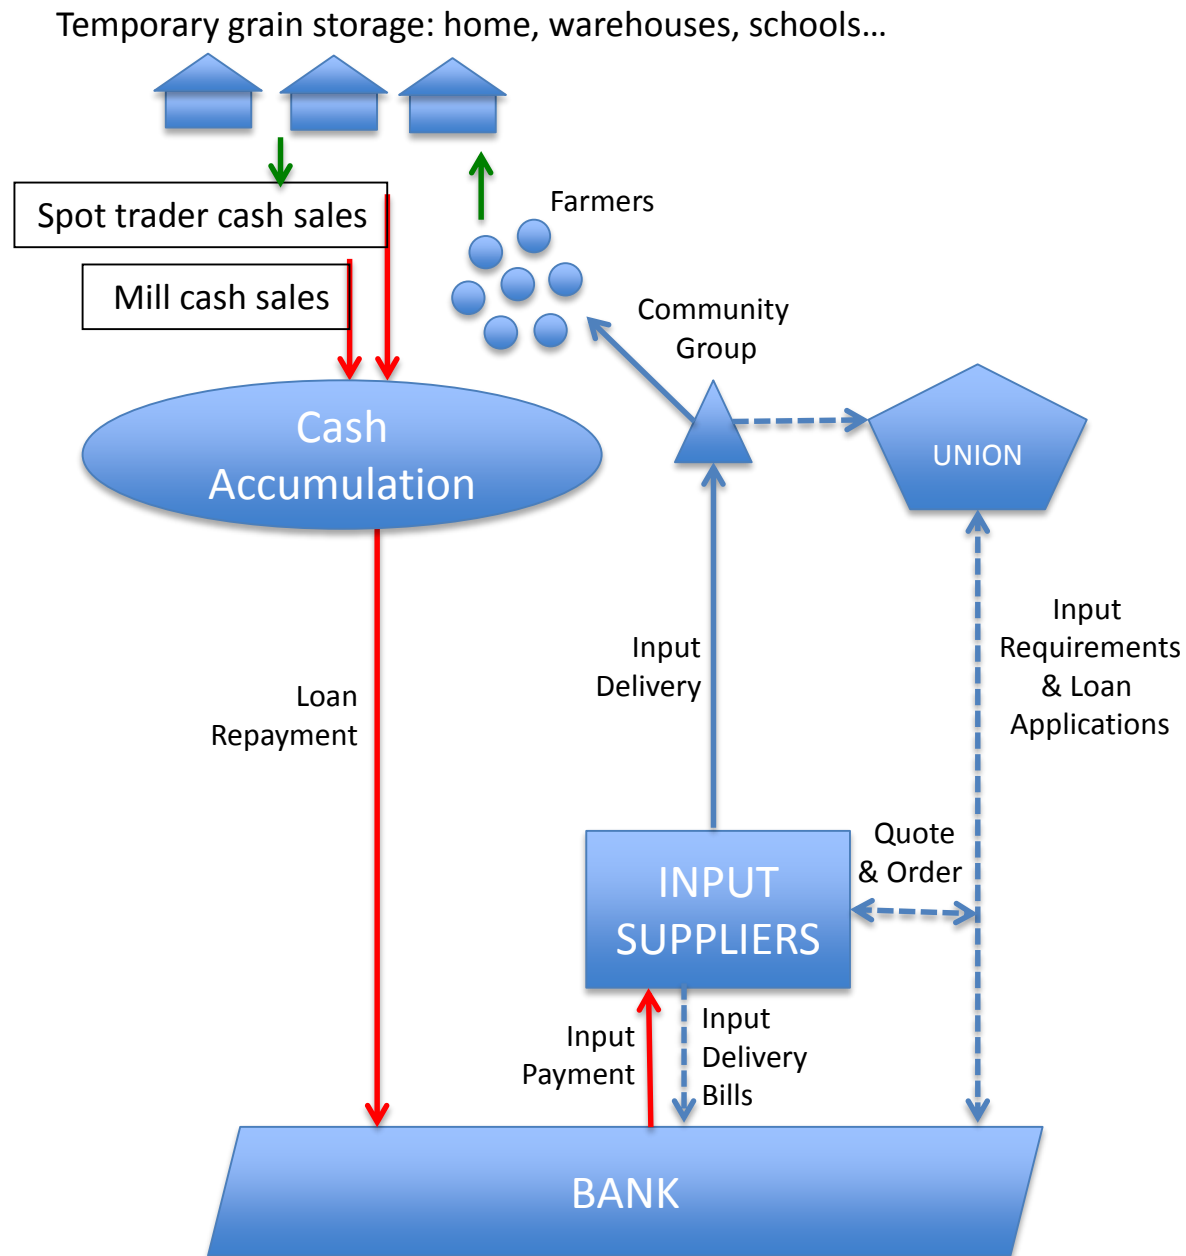 Temporary grain storage: home, warehouses, schools…
Farmers
Spot trader cash sales
Mill cash sales
Community
Group
Cash
Accumulation
UNION
Input
Requirements
& Loan
Applications
Input
Delivery
Loan
Repayment
Quote
& Order
INPUT
SUPPLIERS
Input
Payment
Input
Delivery
Bills
BANK